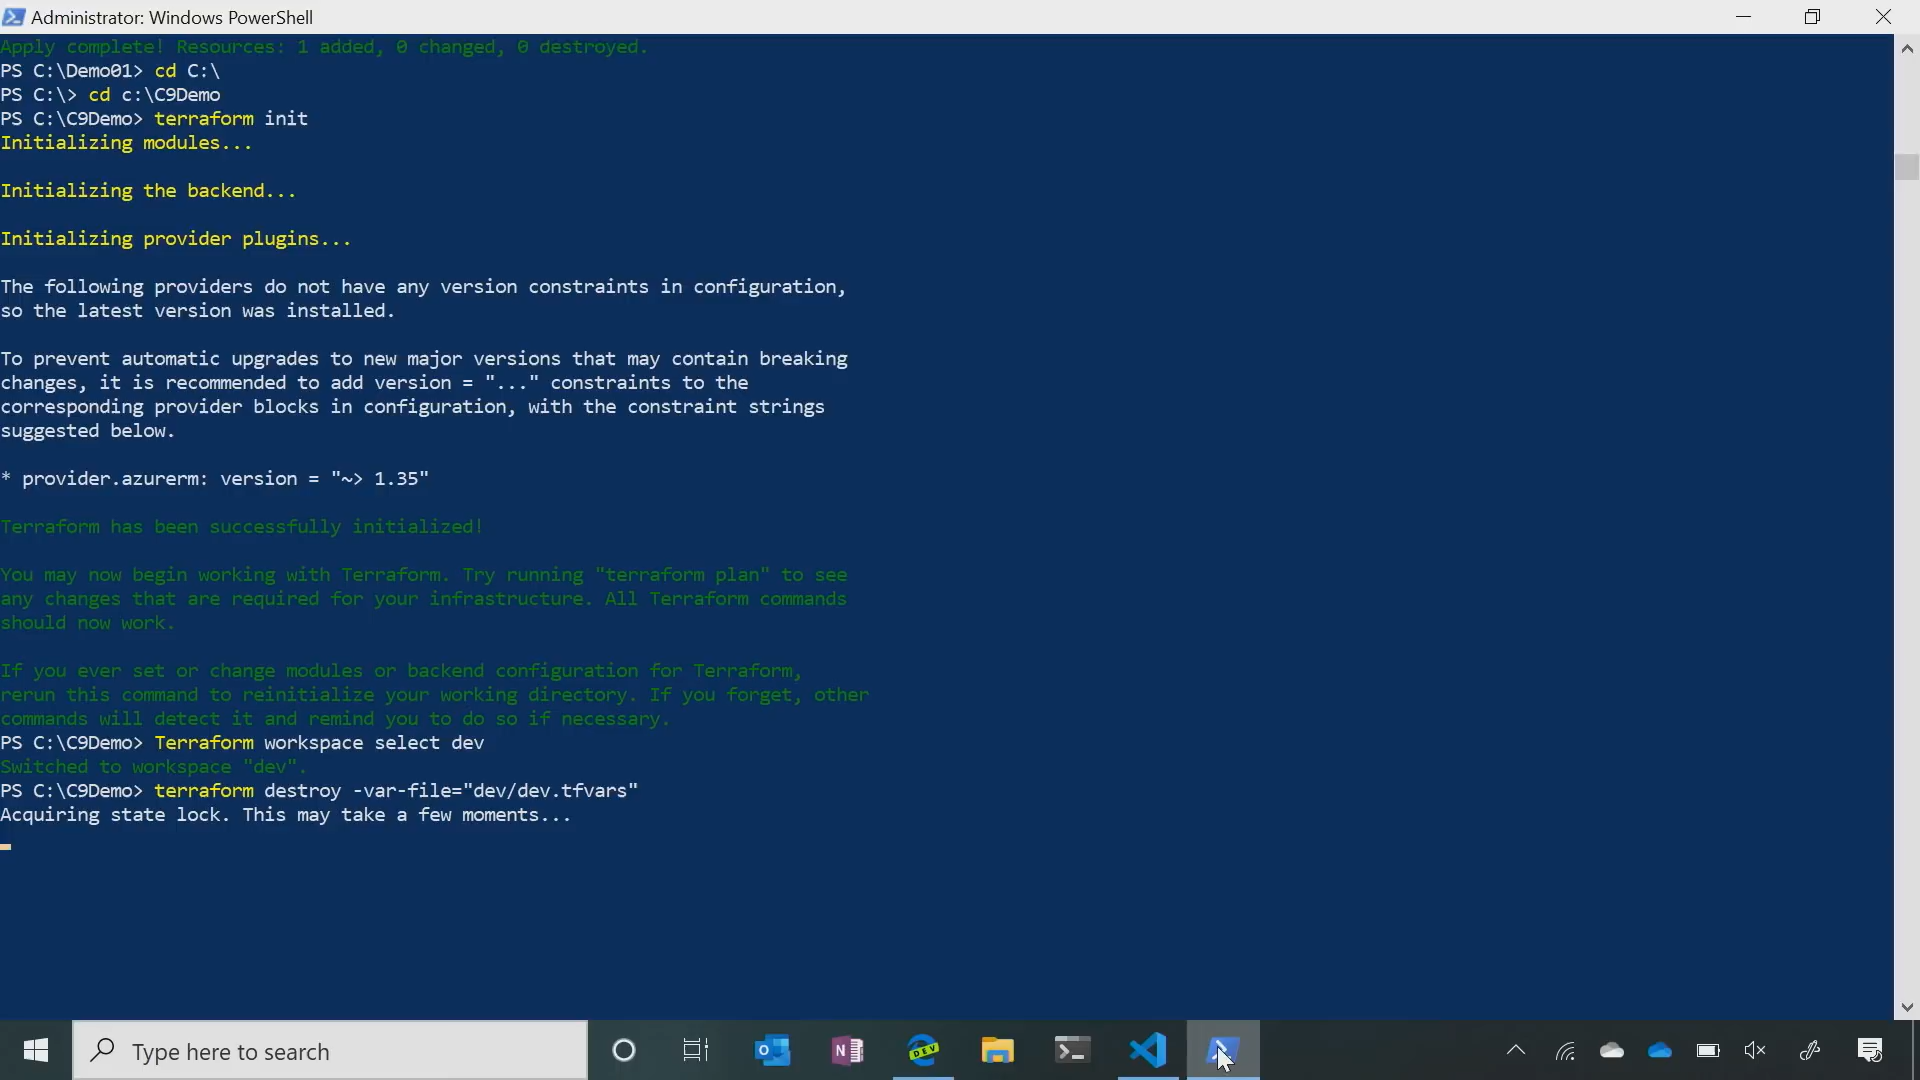 Administrator: Windows PowerShell
Apply complete! Resources: 1 added, 0 changed, 0 destroyed.
PS C:\Demo01> cd C:\
PS C:\> cd c:\C9Demo
PS C:\C9Demo> terraform init
Initializing modules...
Initializing the backend...
Initializing provider plugins...
The following providers do not have any version constraints in configuration,
so the latest version was installed.
To prevent automatic upgrades to new major versions that may contain breaking
changes, it is recommended to add version = "..." constraints to the
corresponding provider blocks in configuration, with the constraint strings
suggested below.
* provider.azurerm: version = "~> 1.35"
Terraform has been successfully initialized!
You may now begin working with Terraform. Try running "terraform plan" to see
any changes that are required for your infrastructure. All Terraform commands
should now work.
If you ever set or change modules or backend configuration for Terraform,
rerun this command to reinitialize your working directory. If you forget, other
commands will detect it and remind you to do so if necessary.
PS C:\C9Demo> Terraform workspace select dev
Switched to workspace "dev".
PS C:\C9Demo> terraform destroy -var-file="dev/dev.tfvars"
Acquiring state lock. This may take a few moments...
Type here to search
DEV